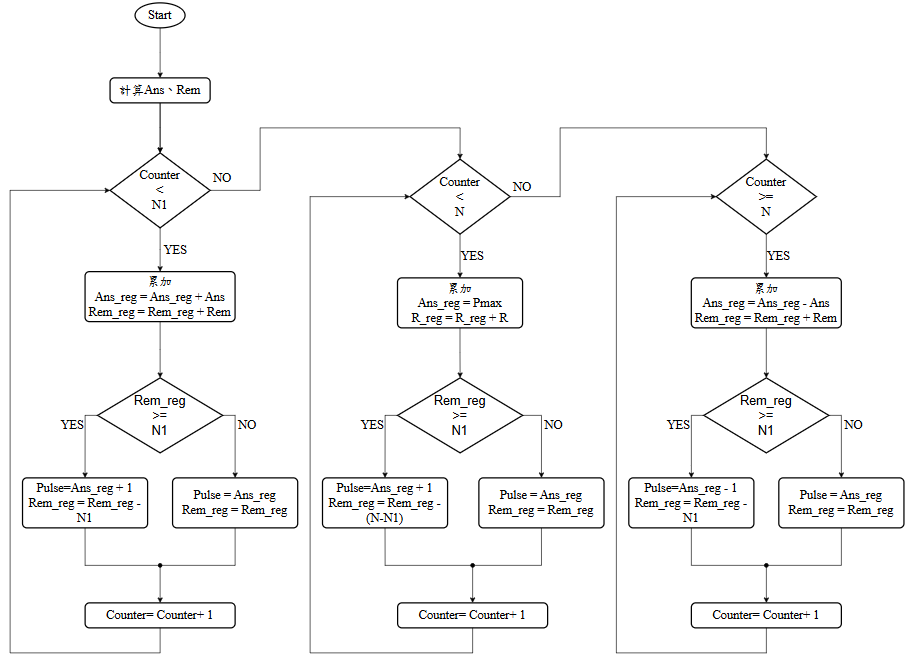 Start
計算Ans、Rem
Counter
<
N1
NO
YES
累加
Ans_reg = Ans_reg + Ans
Rem_reg = Rem_reg + Rem
Rem_reg
>=
N1
YES
NO
Pulse=Ans_reg + 1
Rem_reg = Rem_reg -
N1
Pulse = Ans_reg
Rem_reg = Rem_reg
Counter= Counter+ 1
Counter
<
N
NO
YES
累加
Ans_reg = Pmax
R_reg = R_reg + R
Rem_reg
>=
N1
YES
NO
Pulse=Ans_reg + 1
Rem_reg = Rem_reg -
(N-N1)
Pulse = Ans_reg
Rem_reg = Rem_reg
Counter= Counter+ 1
Counter
>=
N
YES
累加
Ans_reg = Ans_reg - Ans
Rem_reg = Rem_reg + Rem
Rem_reg
>=
N1
YES
NO
Pulse=Ans_reg - 1
Rem_reg = Rem_reg -
N1
Pulse = Ans_reg
Rem_reg = Rem_reg
Counter= Counter+ 1